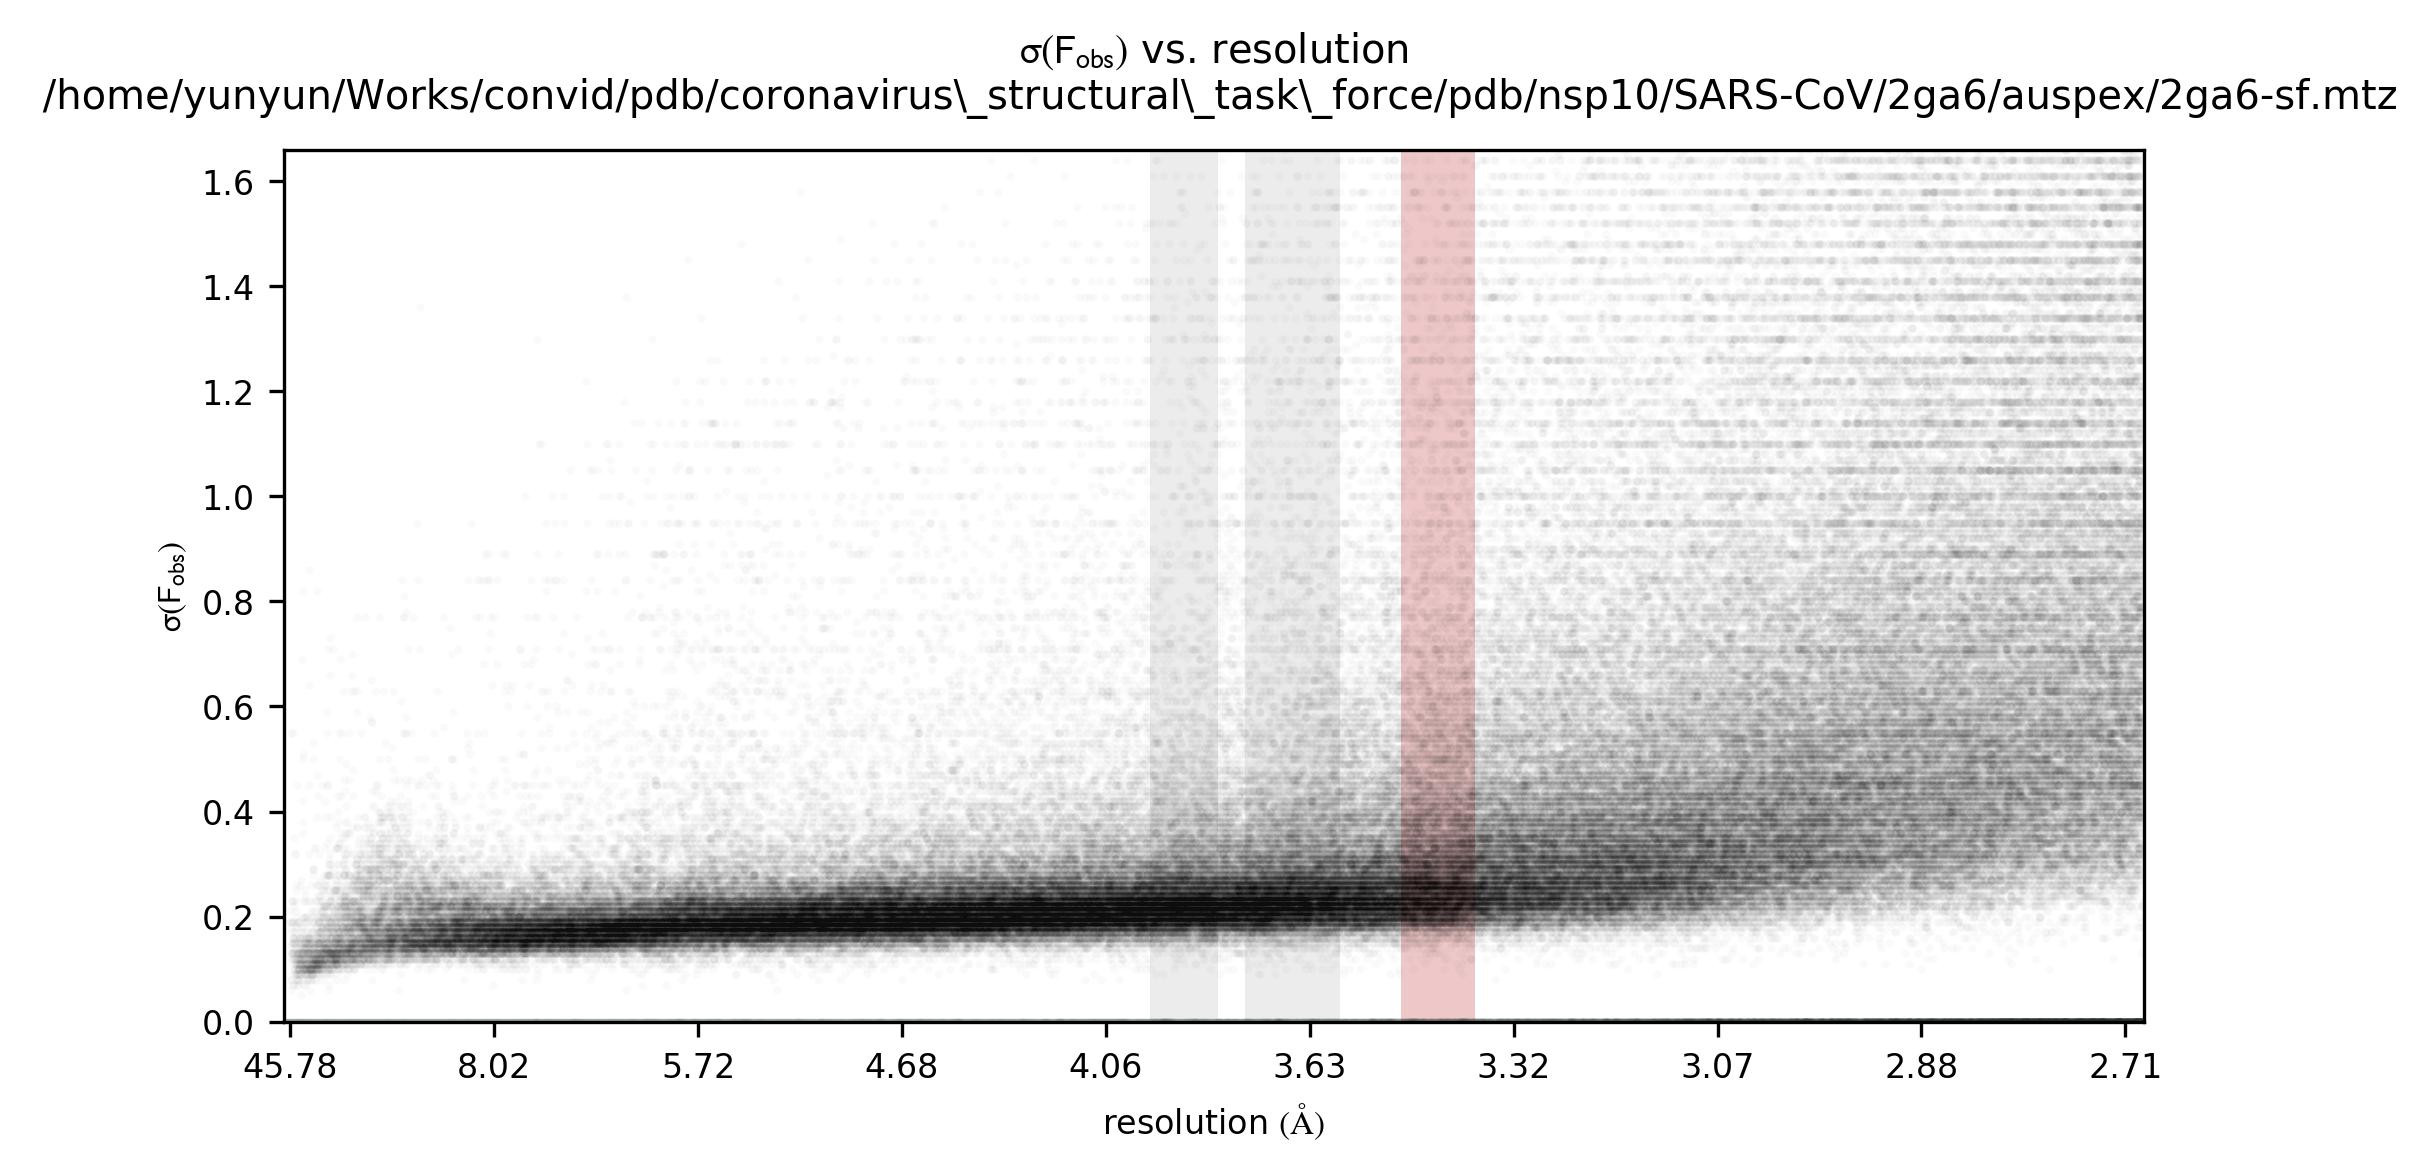 σ(Fobs) vs. resolution
/home/yunyun/Works/convid/pdb/coronavirus\_structural\_task\_force/pdb/nsp10/SARS-CoV/2ga6/auspex/2ga6-sf.mtz
σ(Fobs)
1.6
1.4
1.2
1.0
0.8
0.6
0.4
0.2
0.0
45.78 8.02 5.72 4.68 4.06 3.63 3.32 3.07 2.88 2.71
resolution (Å)